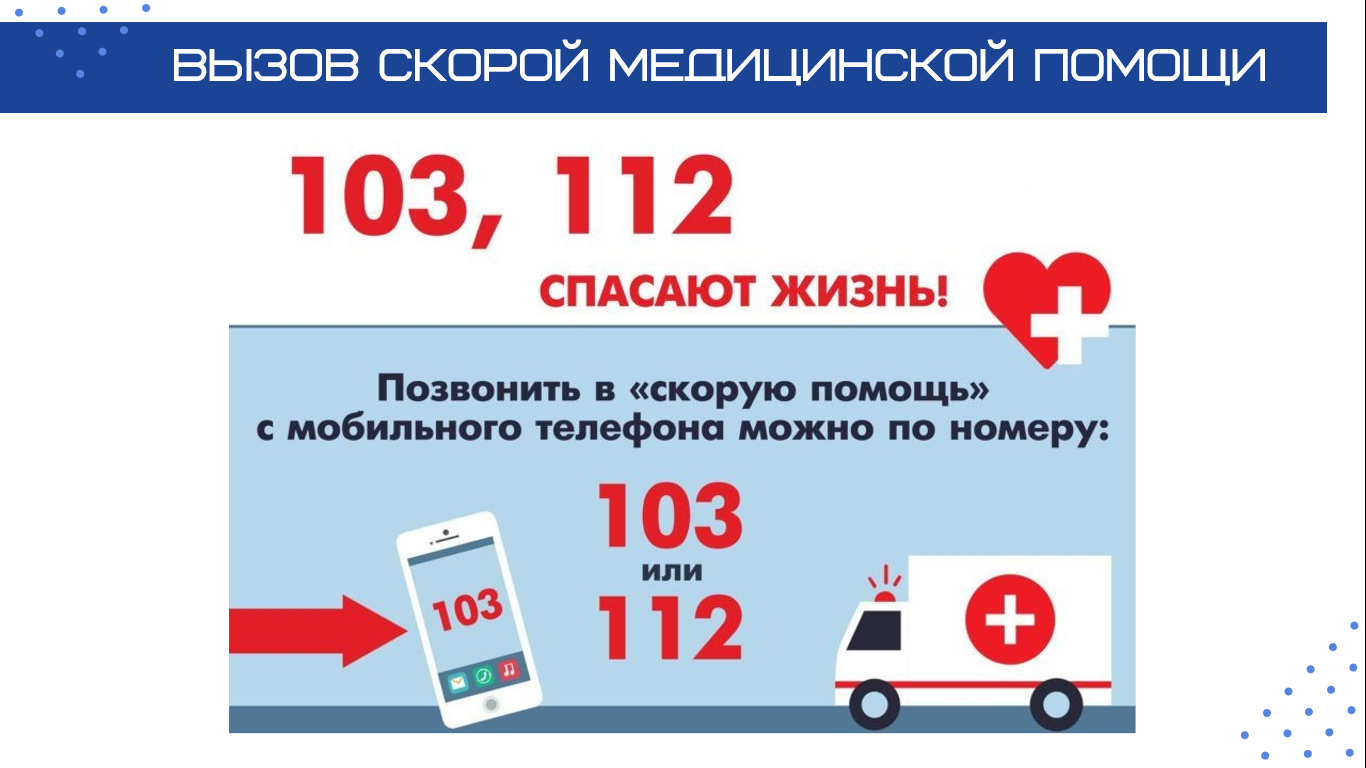 ВЫЗОВ СКОРОЙ МЕДИЦИНСКОЙ ПОМОЩИ
103, 112
СПАСАЮТ ЖИЗНЬ!
Позвонить в «скорую помощь»
с мобильного телефона можно по номеру:
103
или
112
103